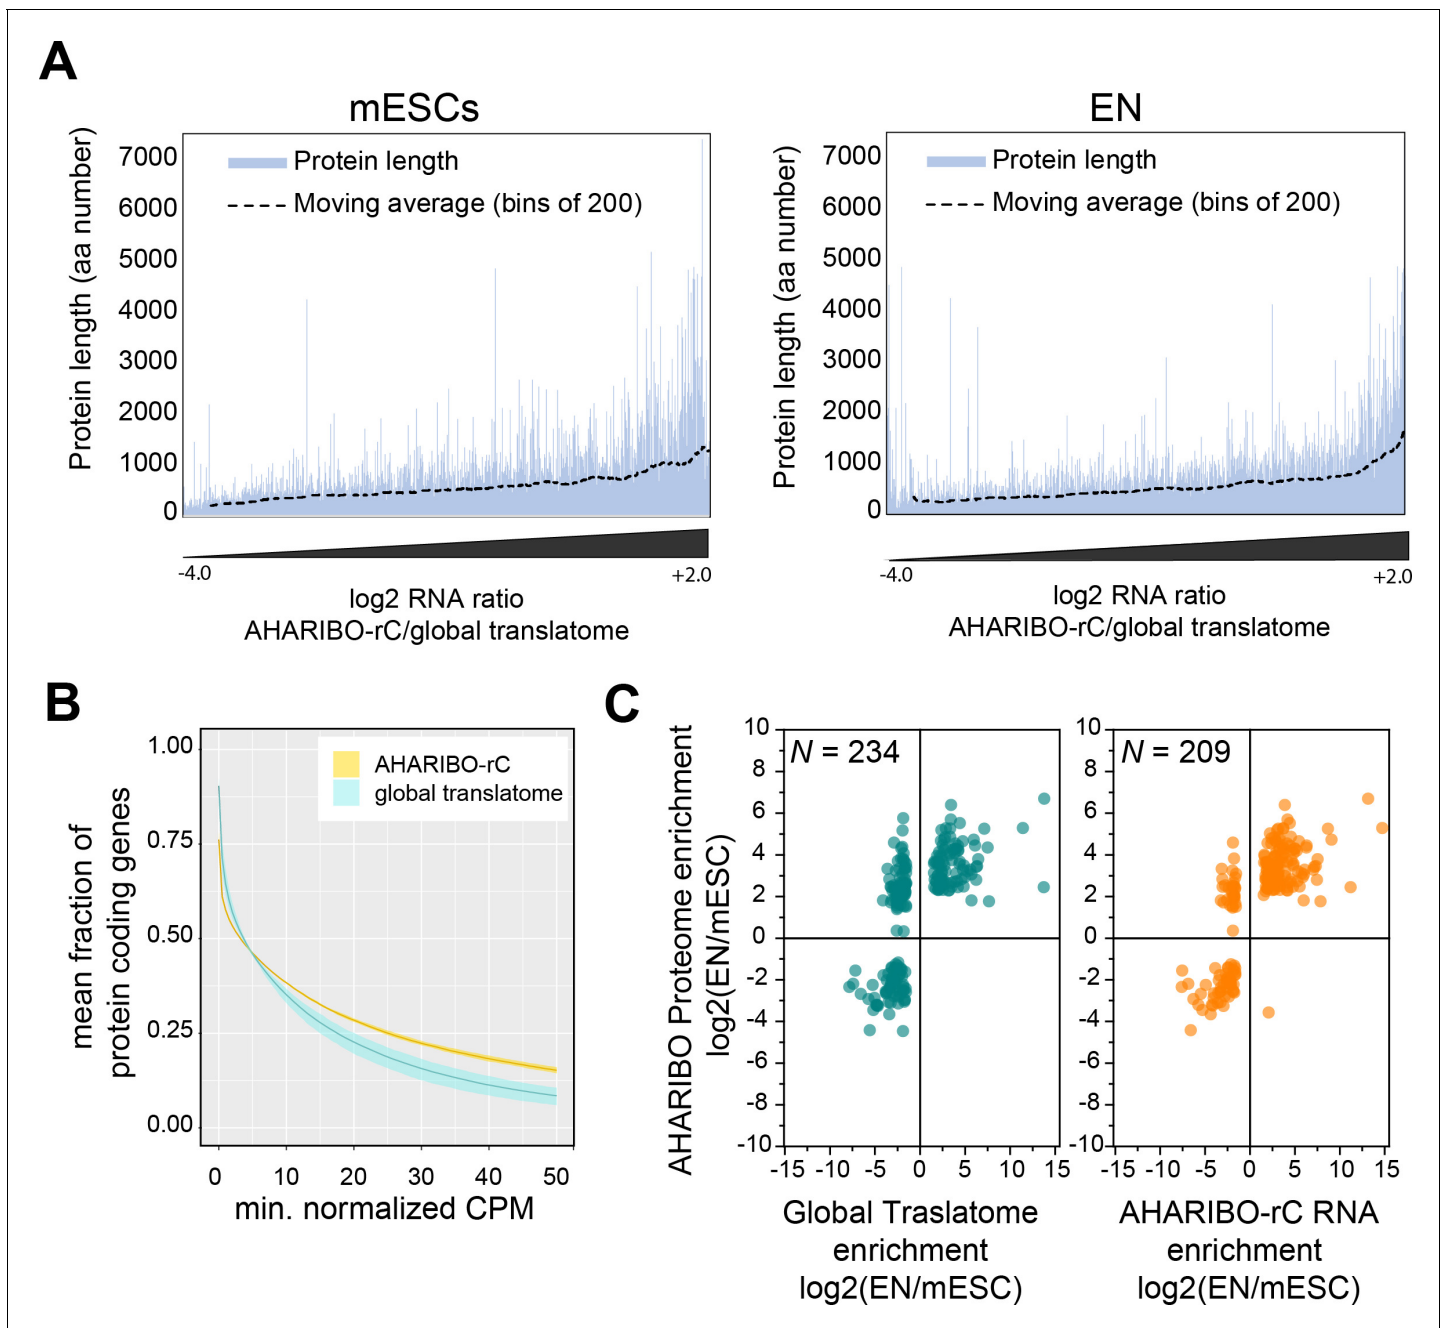 A
mESCs
Protein length (aa number)
7000
6000
5000
4000
3000
2000
1000
0
Protein length
Moving average (bins of 200)
-4.0
+2.0
log2 RNA ratio
AHARIBO-rC/global translatome
EN
Protein length (aa number)
7000
6000
5000
4000
3000
2000
1000
0
Protein length
Moving average (bins of 200)
-4.0
+2.0
log2 RNA ratio
AHARIBO-rC/global translatome
B
mean fraction of
protein coding genes
1.00
0.75
0.50
0.25
0.00
AHARIBO-rC
global translatome
0 10 20 30 40 50
min. normalized CPM
C
AHARIBO Proteome enrichment
log2(EN/mESC)
10
8
6
4
2
0
-2
-4
-6
-8
-10
N = 234
-15 -10 -5 0 5 10 15
Global Traslatome
enrichment
log2(EN/mESC)
10
8
6
4
2
0
-2
-4
-6
-8
-10
N = 209
-15 -10 -5 0 5 10 15
AHARIBO-rC RNA
enrichment
log2(EN/mESC)